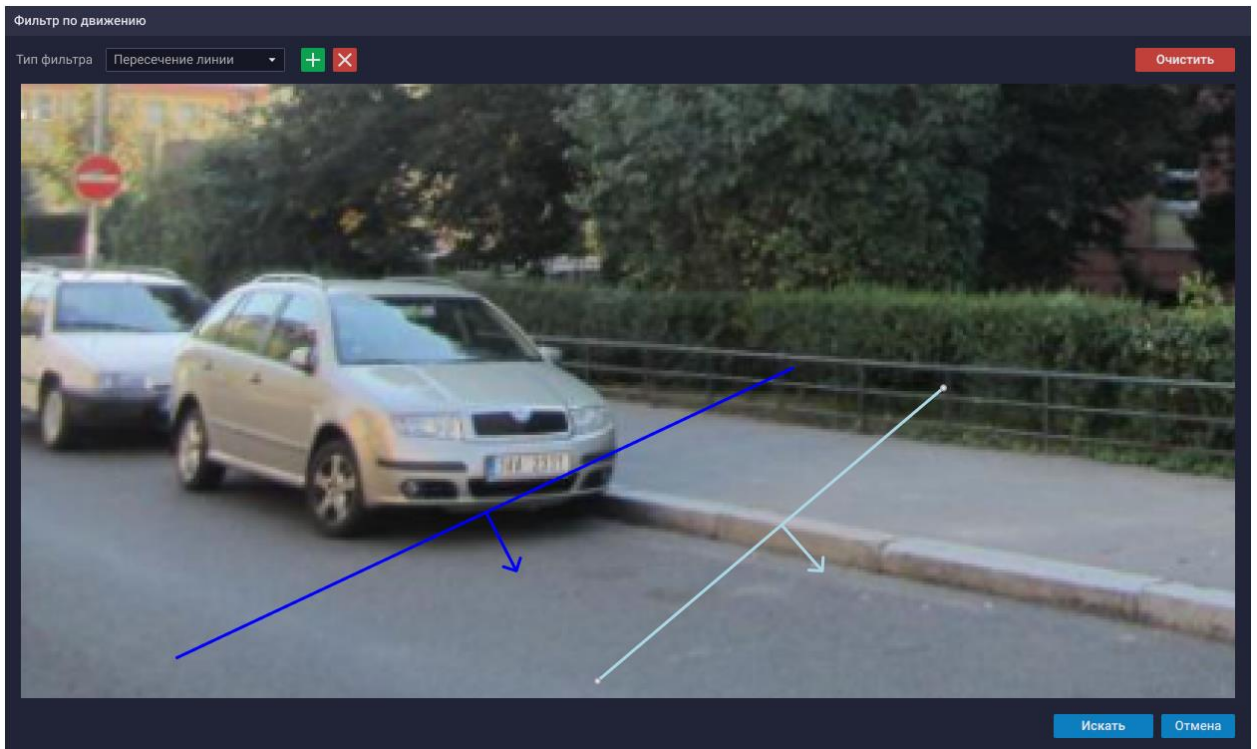 Фильтр по движению
Тип фильтра Пересечение линии Очистить
Искать Отмена